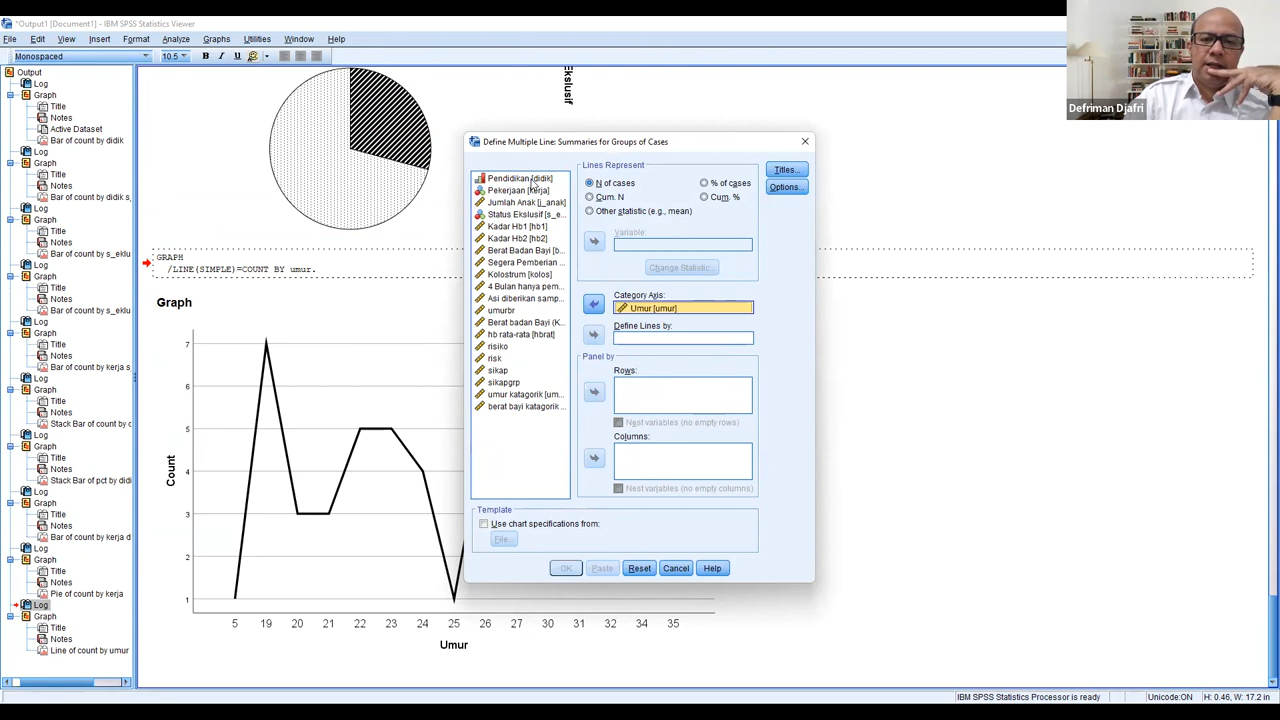 *Output1 [Document1] - IBM SPSS Statistics Viewer
File Edit View Insert Format Analyze Graphs Utilities Window Help
Monospaced 10.5 B I U
Output
Log
Graph
Title
Notes
Active Dataset
Bar of count by didik
Log
Graph
Title
Notes
Bar of count by didik s
Log
Graph
Title
Notes
Bar of count by s_eklu
Log
Graph
Title
Notes
Bar of count by s_eklu
Log
Graph
Title
Notes
Bar of count by kerja s
Log
Graph
Title
Notes
Stack Bar of count by d
Log
Graph
Title
Notes
Stack Bar of pct by didi
Log
Graph
Title
Notes
Bar of count by kerja d
Log
Graph
Title
Notes
Pie of count by kerja
Log
Graph
Title
Notes
Line of count by umur
Ekslusif
GRAPH
/LINE(SIMPLE)=COUNT BY umur.
Graph
Count
7
6
5
4
3
2
1
5 19 20 21 22 23 24 25 26 27 30 32 33 34 35
Umur
Define Multiple Line: Summaries for Groups of Cases
Pendidikan [didik]
Pekerjaan [kerja]
Jumlah Anak [j_anak]
Status Ekslusif [s_e...
Kadar Hb1 [hb1]
Kadar Hb2 [hb2]
Berat Badan Bayi [b...
Segera Pemberian ...
Kolostrum [kolos]
4 Bulan hanya pem...
Asi diberikan samp...
umurbr
Berat badan Bayi (K...
hb rata-rata [hbrat]
risiko
risk
sikap
sikapgrp
umur katagorik [um...
berat bayi katagorik ...
Lines Represent
N of cases
% of cases
Cum. N
Cum. %
Other statistic (e.g., mean)
Variable:
Change Statistic...
Category Axis:
Umur [umur]
Define Lines by:
Panel by
Rows:
Nest variables (no empty rows)
Columns:
Nest variables (no empty columns)
Titles...
Options...
Template
Use chart specifications from:
File...
OK Paste Reset Cancel Help
Defriman Djafri
IBM SPSS Statistics Processor is ready
Unicode:ON
H: 0.46, W: 17.2 in